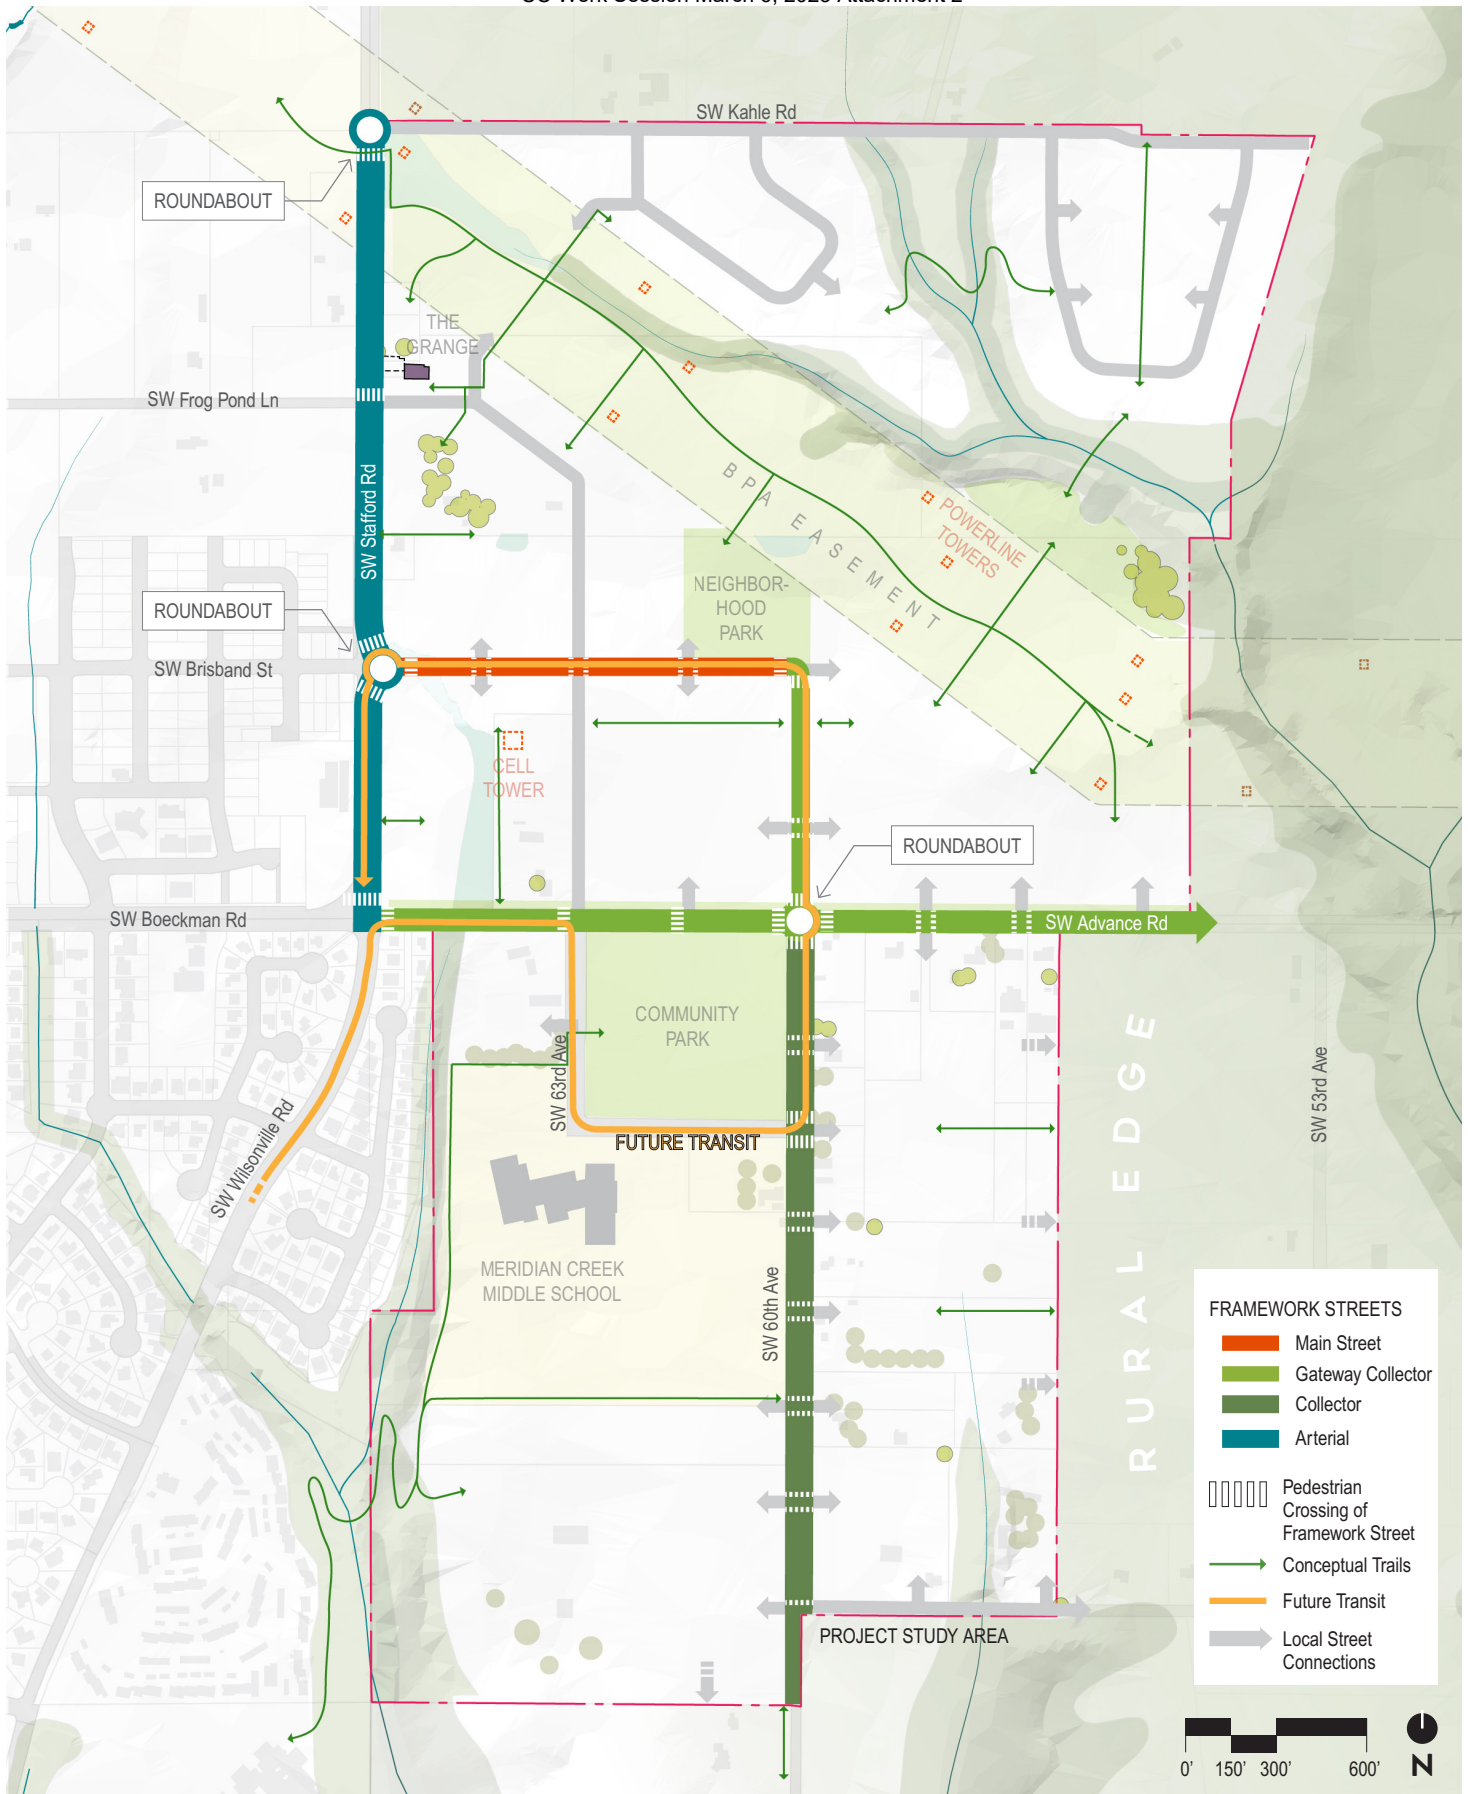 SW Kahle Rd
ROUNDABOUT
THE
GRANGE
SW Frog Pond Ln
SW Stafford Rd
BPA EASEMENT
POWERLINE
TOWERS
NEIGHBOR-
HOOD
PARK
ROUNDABOUT
SW Brisband St
CELL
TOWER
ROUNDABOUT
SW Boeckman Rd
SW Advance Rd
COMMUNITY
PARK
SW 63rd Ave
FUTURE TRANSIT
SW Wilsonville Rd
MERIDIAN CREEK
MIDDLE SCHOOL
SW 60th Ave
RURAL EDGE
SW 53rd Ave
PROJECT STUDY AREA
FRAMEWORK STREETS
Main Street
Gateway Collector
Collector
Arterial
Pedestrian
Crossing of
Framework Street
Conceptual Trails
Future Transit
Local Street
Connections
0' 150' 300' 600'
N